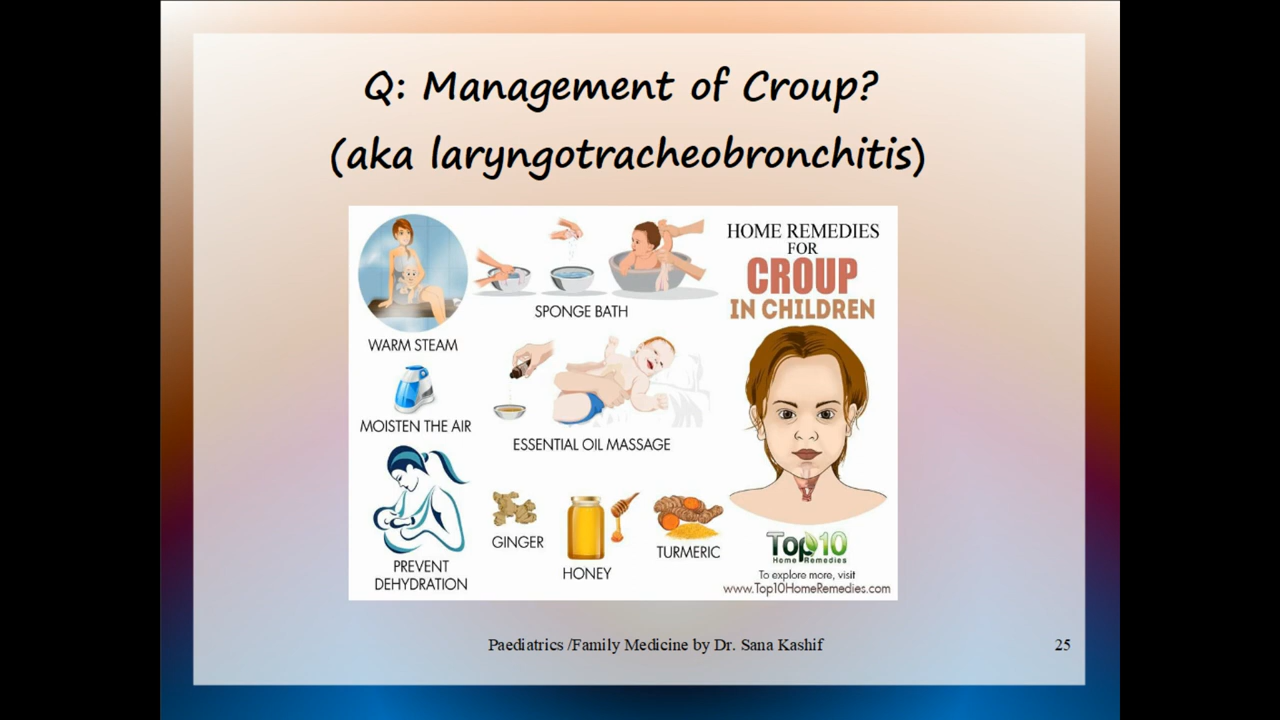 Q: Management of Croup?
(aka laryngotracheobronchitis)
WARM STEAM
SPONGE BATH
HOME REMEDIES
FOR
CROUP
IN CHILDREN
MOISTEN THE AIR
ESSENTIAL OIL MASSAGE
PREVENT
DEHYDRATION
GINGER
HONEY
TURMERIC
Top10
Home Remedies
To explore more, visit
www.Top10HomeRemedies.com
Paediatrics /Family Medicine by Dr. Sana Kashif
25